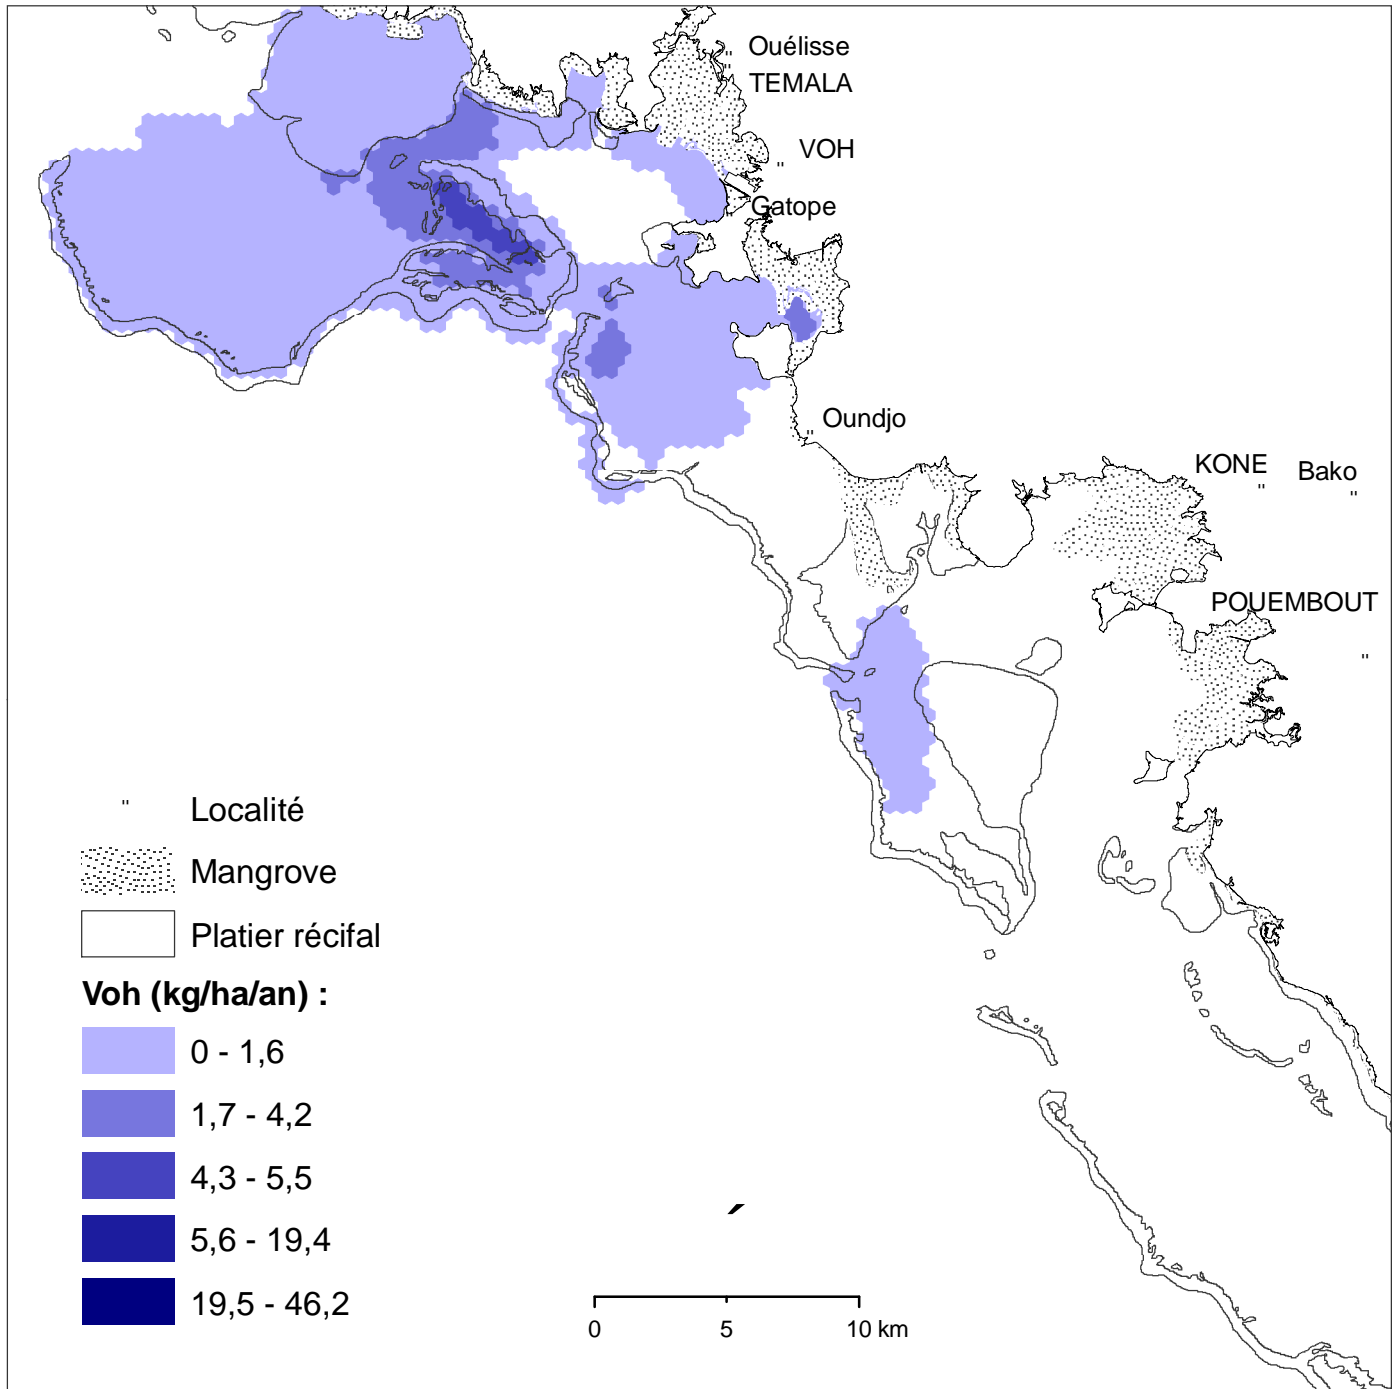 Ouélisse
TEMALA
VOH
Gatope
Oundjo
KONE
Bako
POUEMBOUT
" Localité
Mangrove
Platier récifal
Voh (kg/ha/an) :
0 - 1,6
1,7 - 4,2
4,3 - 5,5
5,6 - 19,4
19,5 - 46,2
0 5 10 km